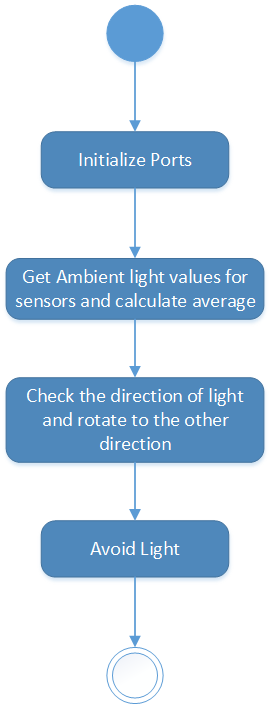 Initialize Ports
Get Ambient light values for
sensors and calculate average
Check the direction of light
and rotate to the other
direction
Avoid Light